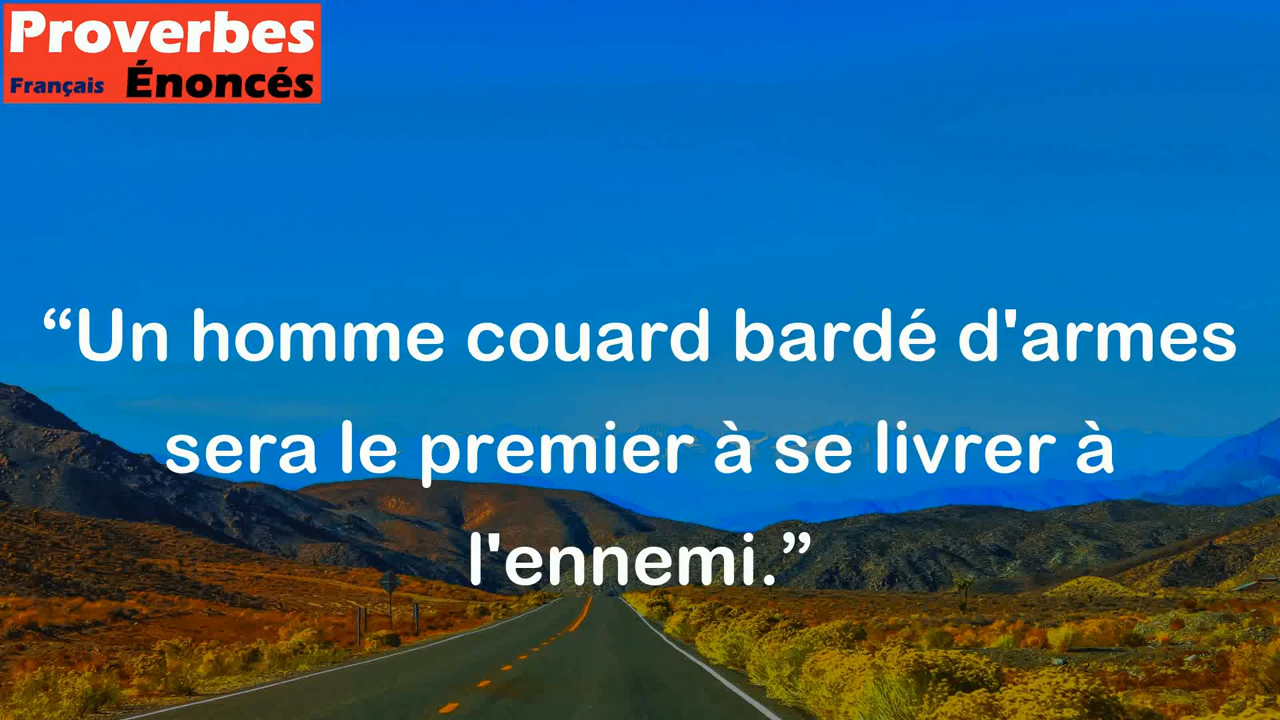 Proverbes
Français Énoncés
“Un homme couard bardé d'armes
sera le premier à se livrer à
l'ennemi.”